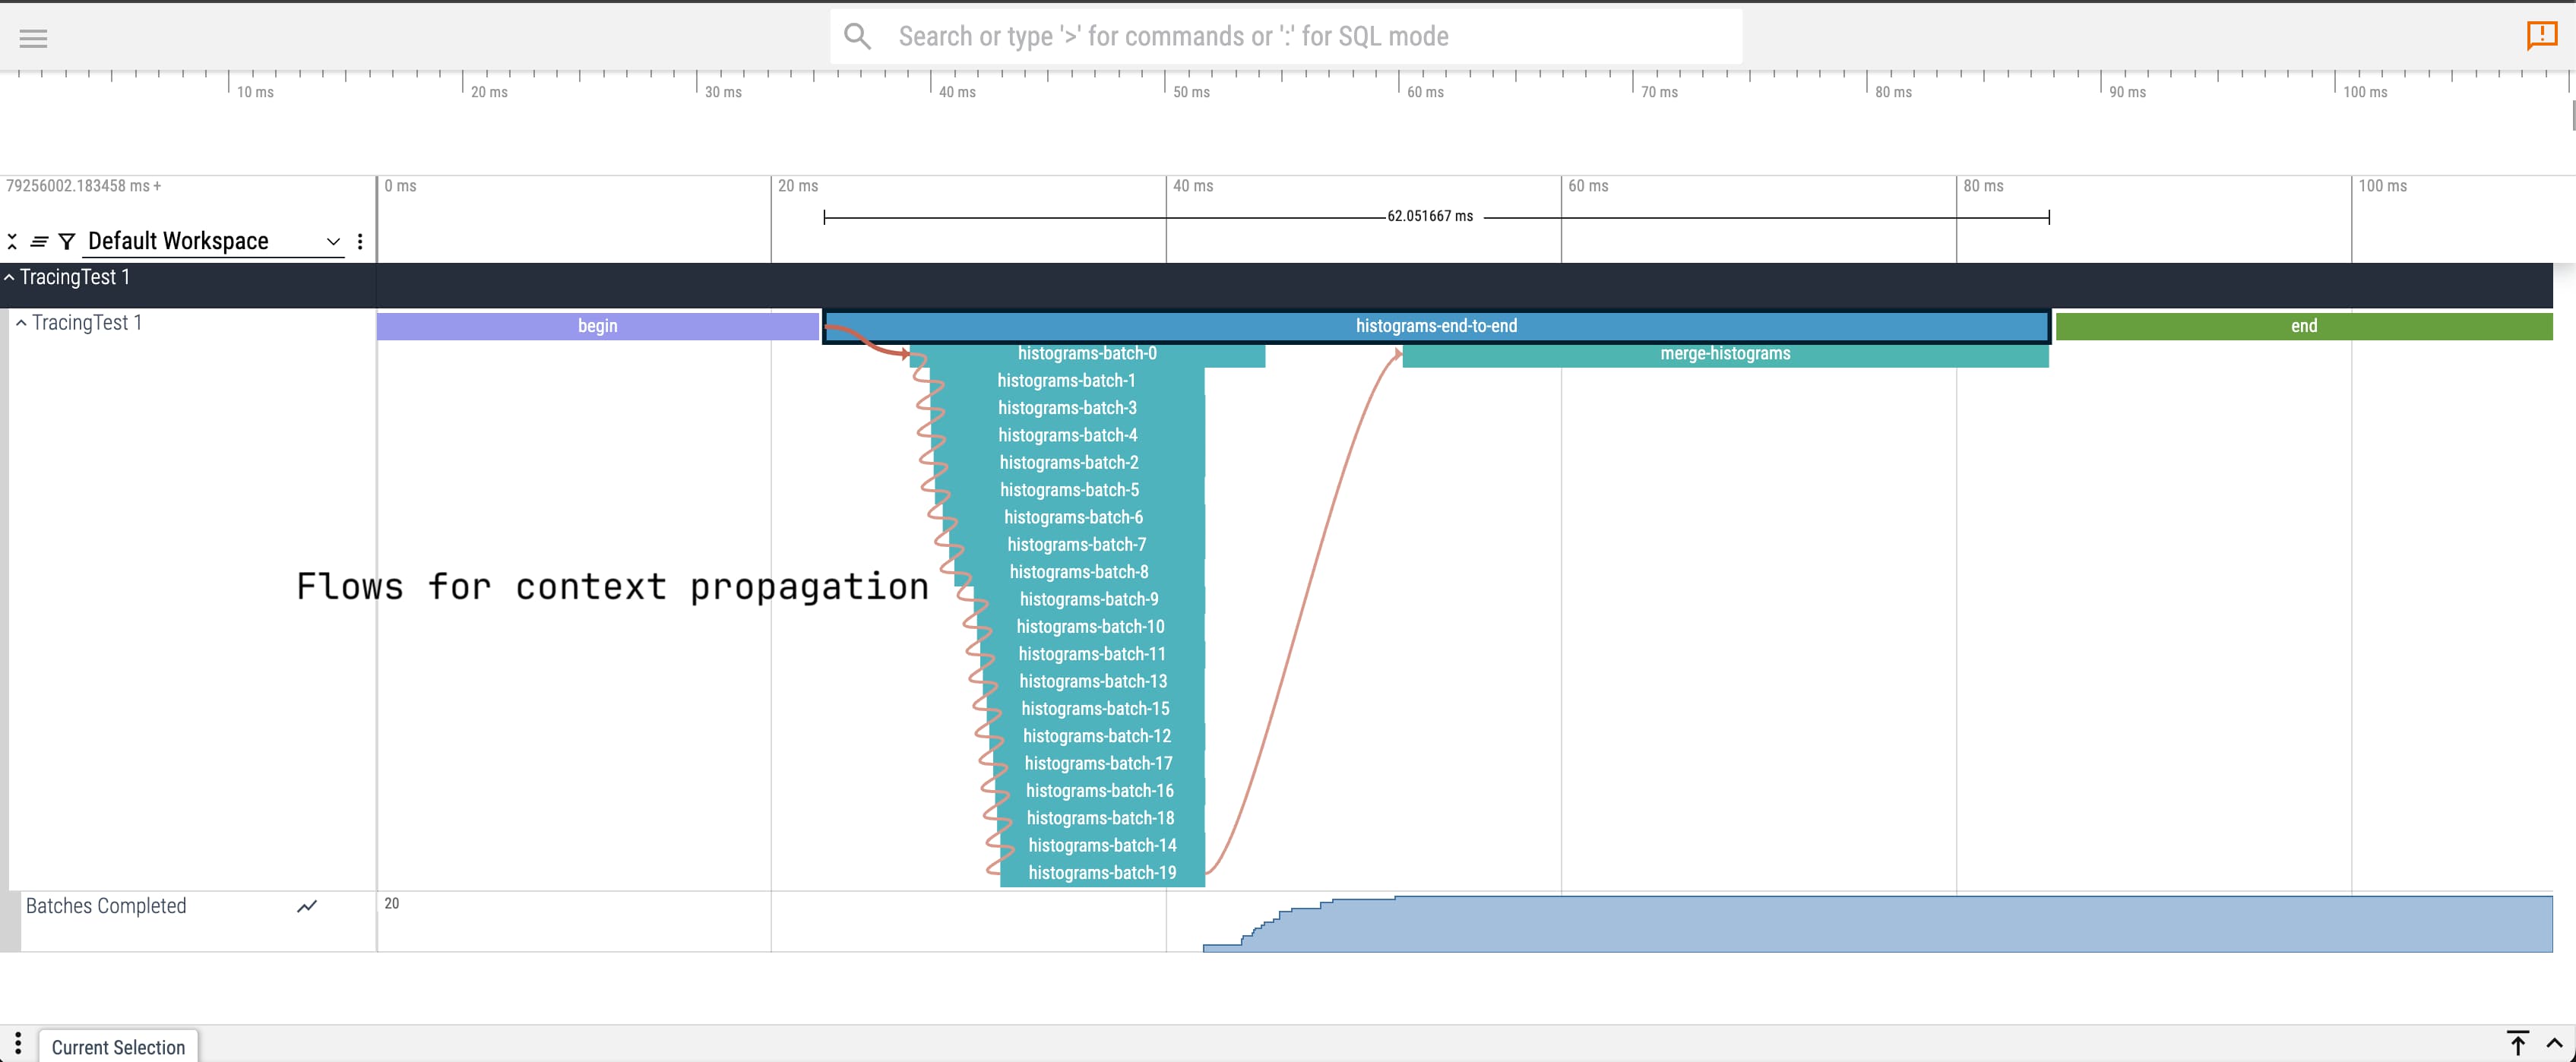 Search or type '>' for commands or ':' for SQL mode
10 ms 20 ms 30 ms 40 ms 50 ms 60 ms 70 ms 80 ms 90 ms 100 ms
79256002.183458 ms + 0 ms 20 ms 40 ms 60 ms 80 ms 100 ms
62.051667 ms
Default Workspace
TracingTest 1
TracingTest 1 begin histograms-end-to-end end
histograms-batch-0 merge-histograms
histograms-batch-1
histograms-batch-3
histograms-batch-4
histograms-batch-2
histograms-batch-5
histograms-batch-6
histograms-batch-7
histograms-batch-8
Flows for context propagation
histograms-batch-9
histograms-batch-10
histograms-batch-11
histograms-batch-13
histograms-batch-15
histograms-batch-12
histograms-batch-17
histograms-batch-16
histograms-batch-18
histograms-batch-14
histograms-batch-19
Batches Completed 20
Current Selection